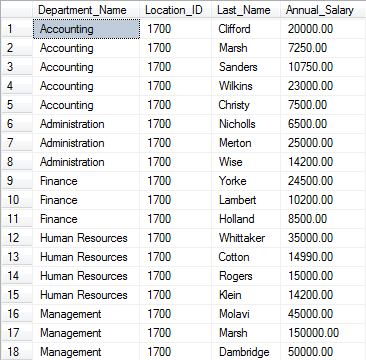 Department_Name Location_ID Last_Name Annual_Salary
1 Accounting 1700 Clifford 20000.00
2 Accounting 1700 Marsh 7250.00
3 Accounting 1700 Sanders 10750.00
4 Accounting 1700 Wilkins 23000.00
5 Accounting 1700 Christy 7500.00
6 Administration 1700 Nicholls 6500.00
7 Administration 1700 Merton 25000.00
8 Administration 1700 Wise 14200.00
9 Finance 1700 Yorke 24500.00
10 Finance 1700 Lambert 10200.00
11 Finance 1700 Holland 8500.00
12 Human Resources 1700 Whittaker 35000.00
13 Human Resources 1700 Cotton 14990.00
14 Human Resources 1700 Rogers 15000.00
15 Human Resources 1700 Klein 14200.00
16 Management 1700 Molavi 45000.00
17 Management 1700 Marsh 150000.00
18 Management 1700 Dambridge 50000.00